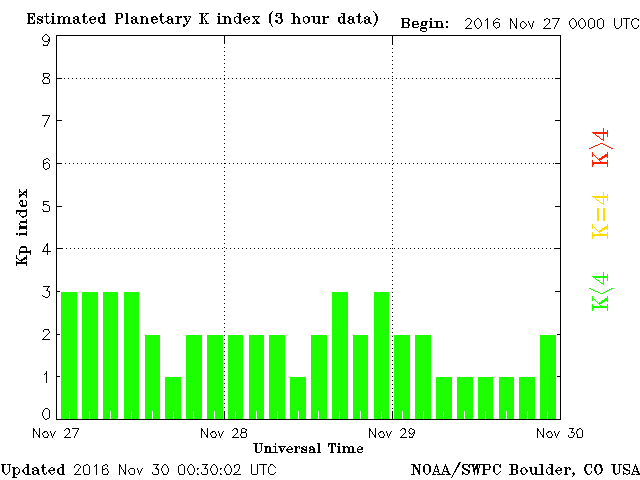 Estimated Planetary K index (3 hour data) Begin: 2016 Nov 27 0000 UTC
9
8
7
6
5
4
3
2
1
0
Kp index
K>4
K=4
K<4
Nov 27 Nov 28 Nov 29 Nov 30
Universal Time
Updated 2016 Nov 30 00:30:02 UTC NOAA/SWPC Boulder, CO USA